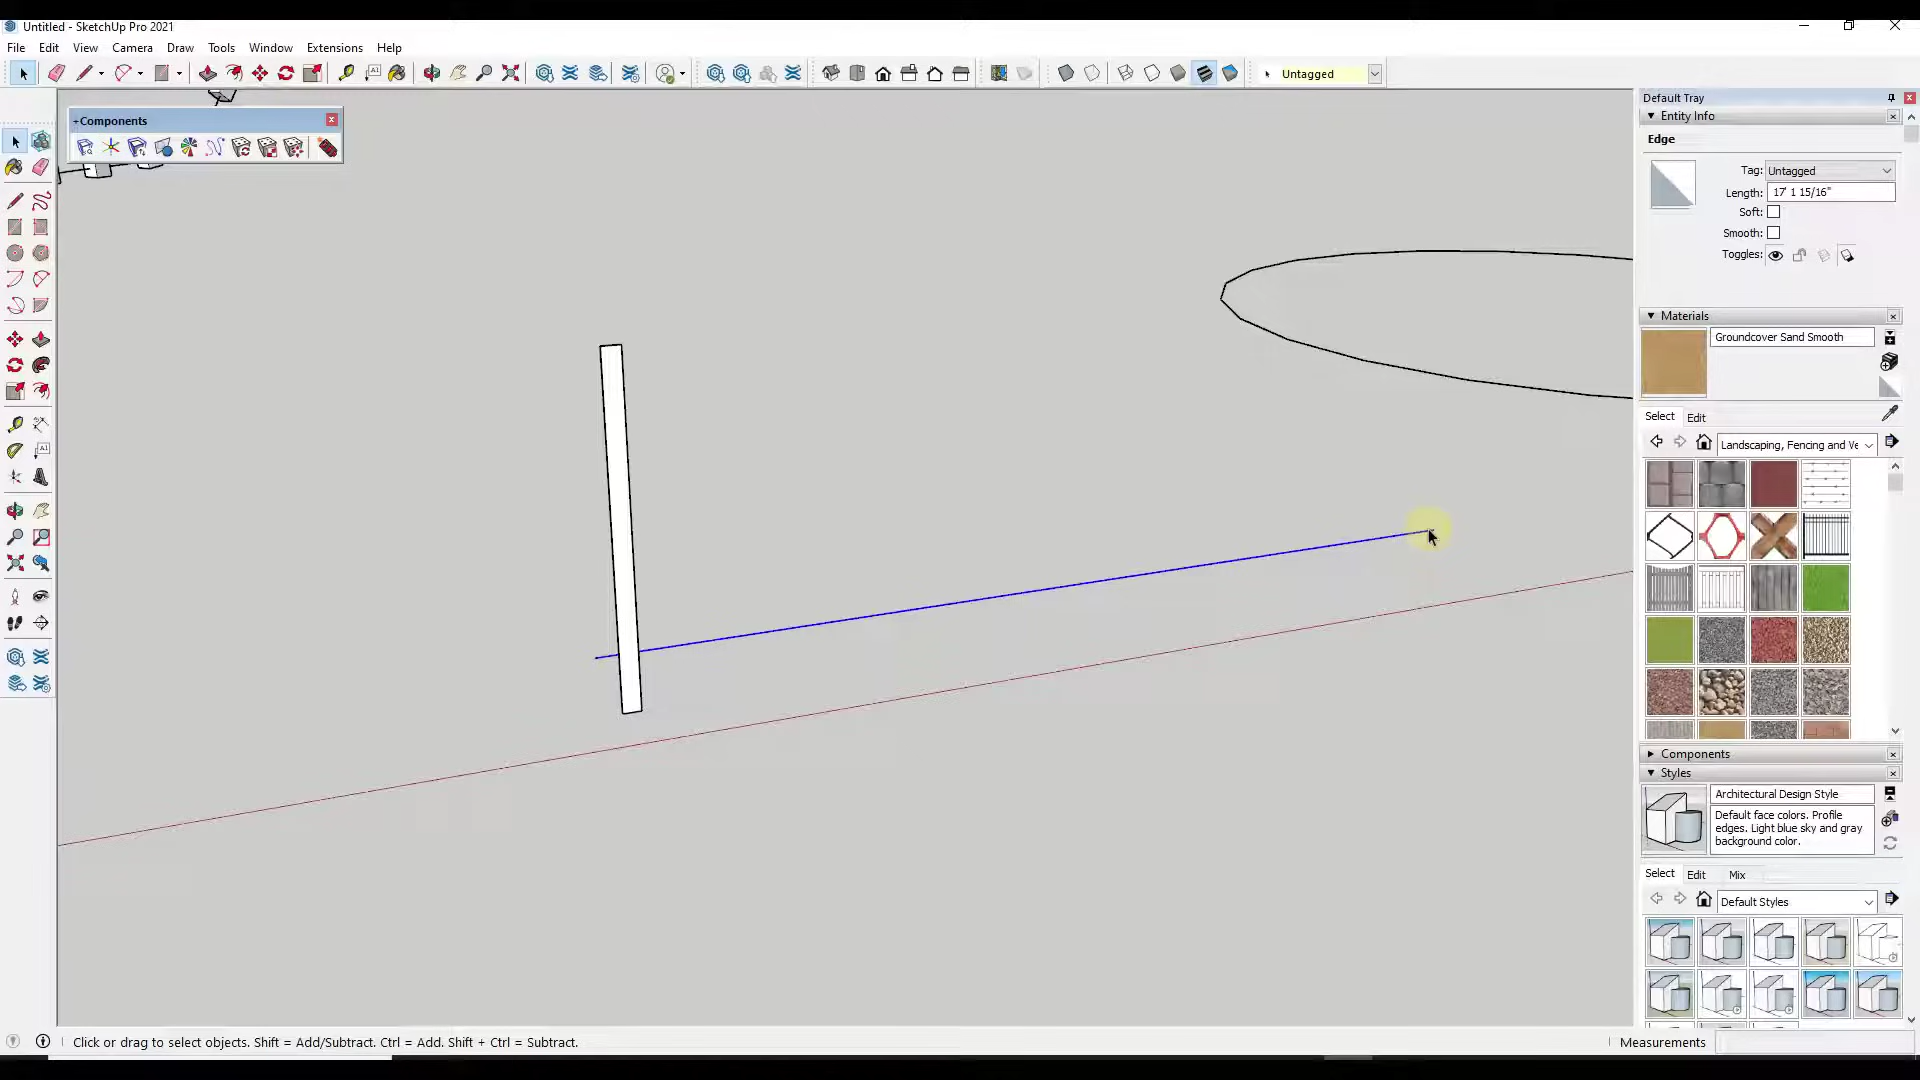 Untitled - SketchUp Pro 2021
File Edit View Camera Draw Tools Window Extensions Help
Untagged
Default Tray
+Components
Entity Info
Edge
Tag: Untagged
Length: 17' 1 15/16"
Soft:
Smooth:
Toggles:
Materials
Groundcover Sand Smooth
Select Edit
Landscaping, Fencing and Ve
Components
Styles
Architectural Design Style
Default face colors. Profile
edges. Light blue sky and gray
background color.
Select Edit Mix
Default Styles
Click or drag to select objects. Shift = Add/Subtract. Ctrl = Add. Shift + Ctrl = Subtract.
Measurements